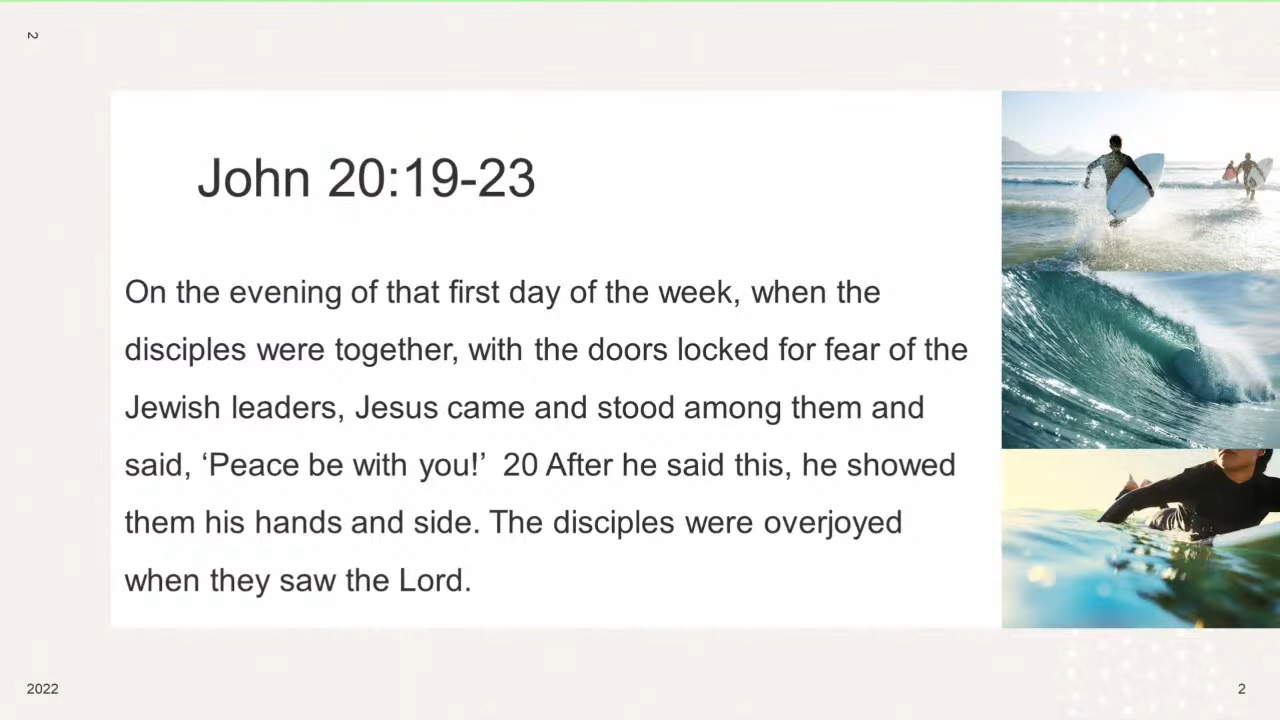 2
John 20:19-23
On the evening of that first day of the week, when the
disciples were together, with the doors locked for fear of the
Jewish leaders, Jesus came and stood among them and
said, ‘Peace be with you!’  20 After he said this, he showed
them his hands and side. The disciples were overjoyed
when they saw the Lord.
2022
2